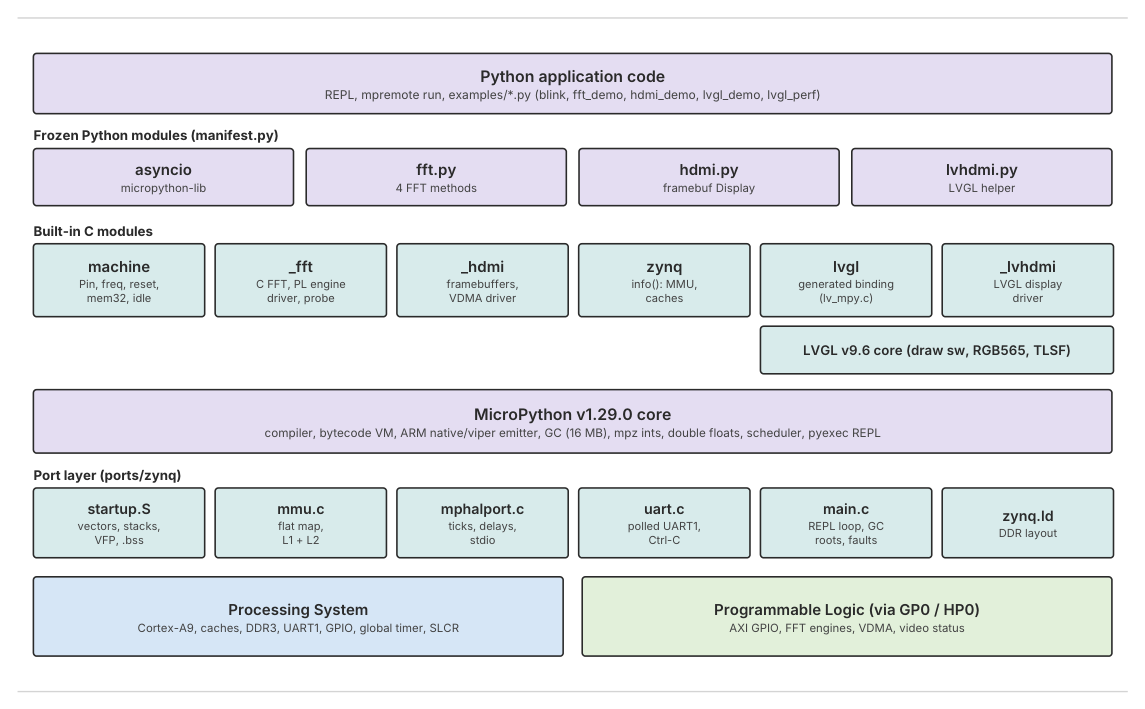 Python application code
REPL, mpremote run, examples/*.py (blink, fft_demo, hdmi_demo, lvgl_demo, lvgl_perf)
Frozen Python modules (manifest.py)
asyncio
micropython-lib
fft.py
4 FFT methods
hdmi.py
framebuf Display
lvhdmi.py
LVGL helper
Built-in C modules
machine
Pin, freq, reset,
mem32, idle
_fft
C FFT, PL engine
driver, probe
_hdmi
framebuffers,
VDMA driver
zynq
info(): MMU,
caches
lvgl
generated binding
(lv_mpy.c)
_lvhdmi
LVGL display
driver
LVGL v9.6 core (draw sw, RGB565, TLSF)
MicroPython v1.29.0 core
compiler, bytecode VM, ARM native/viper emitter, GC (16 MB), mpz ints, double floats, scheduler, pyexec REPL
Port layer (ports/zynq)
startup.S
vectors, stacks,
VFP, .bss
mmu.c
flat map,
L1 + L2
mphalport.c
ticks, delays,
stdio
uart.c
polled UART1,
Ctrl-C
main.c
REPL loop, GC
roots, faults
zynq.ld
DDR layout
Processing System
Cortex-A9, caches, DDR3, UART1, GPIO, global timer, SLCR
Programmable Logic (via GP0 / HP0)
AXI GPIO, FFT engines, VDMA, video status